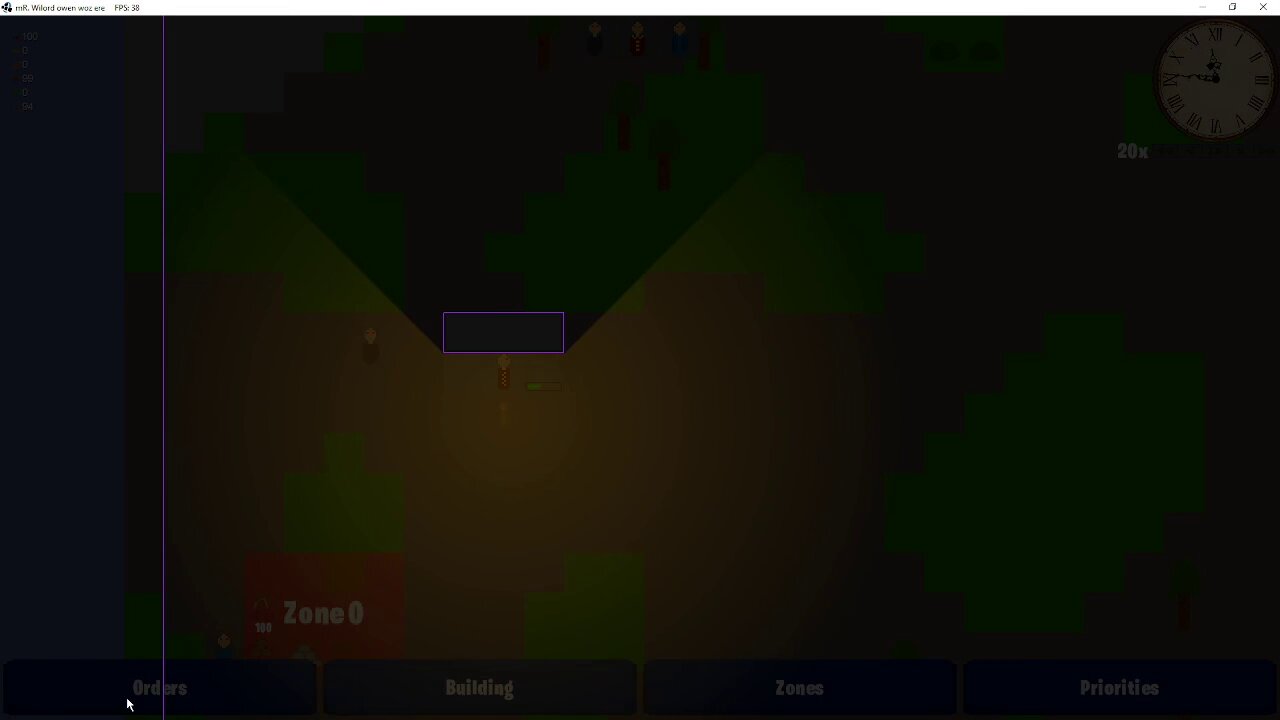 mR. Wilord owen woz ere FPS: 38
100
0
0
99
0
94
XII
20x
Zone 0
100
Orders
Building
Zones
Priorities